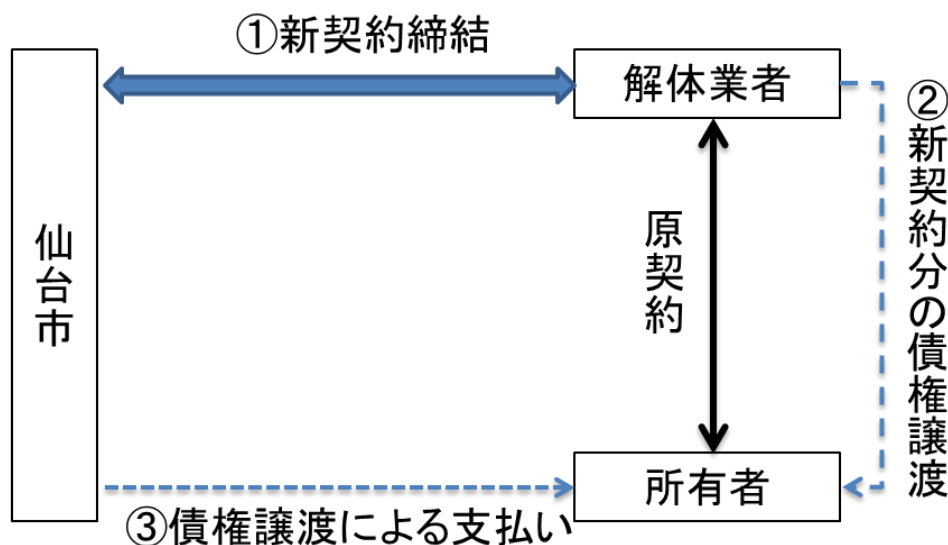 ①新契約締結
解体業者
②新契約分の債権譲渡
仙台市
原契約
所有者
③債権譲渡による支払い